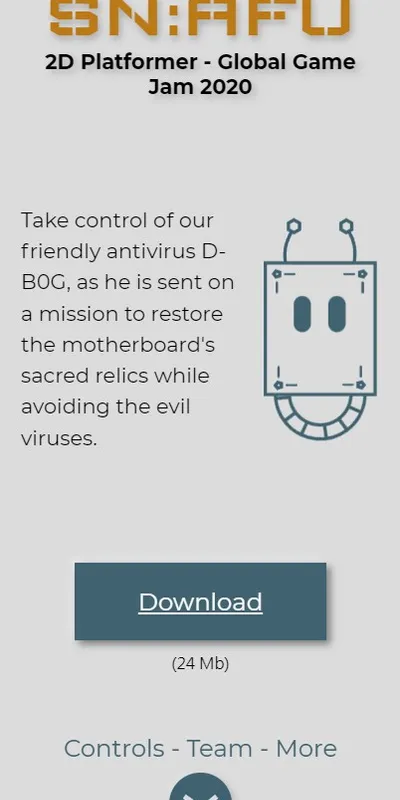 SN:AFU
2D Platformer - Global Game
Jam 2020
Take control of our
friendly antivirus D-
B0G, as he is sent on
a mission to restore
the motherboard's
sacred relics while
avoiding the evil
viruses.
Download
(24 Mb)
Controls - Team - More